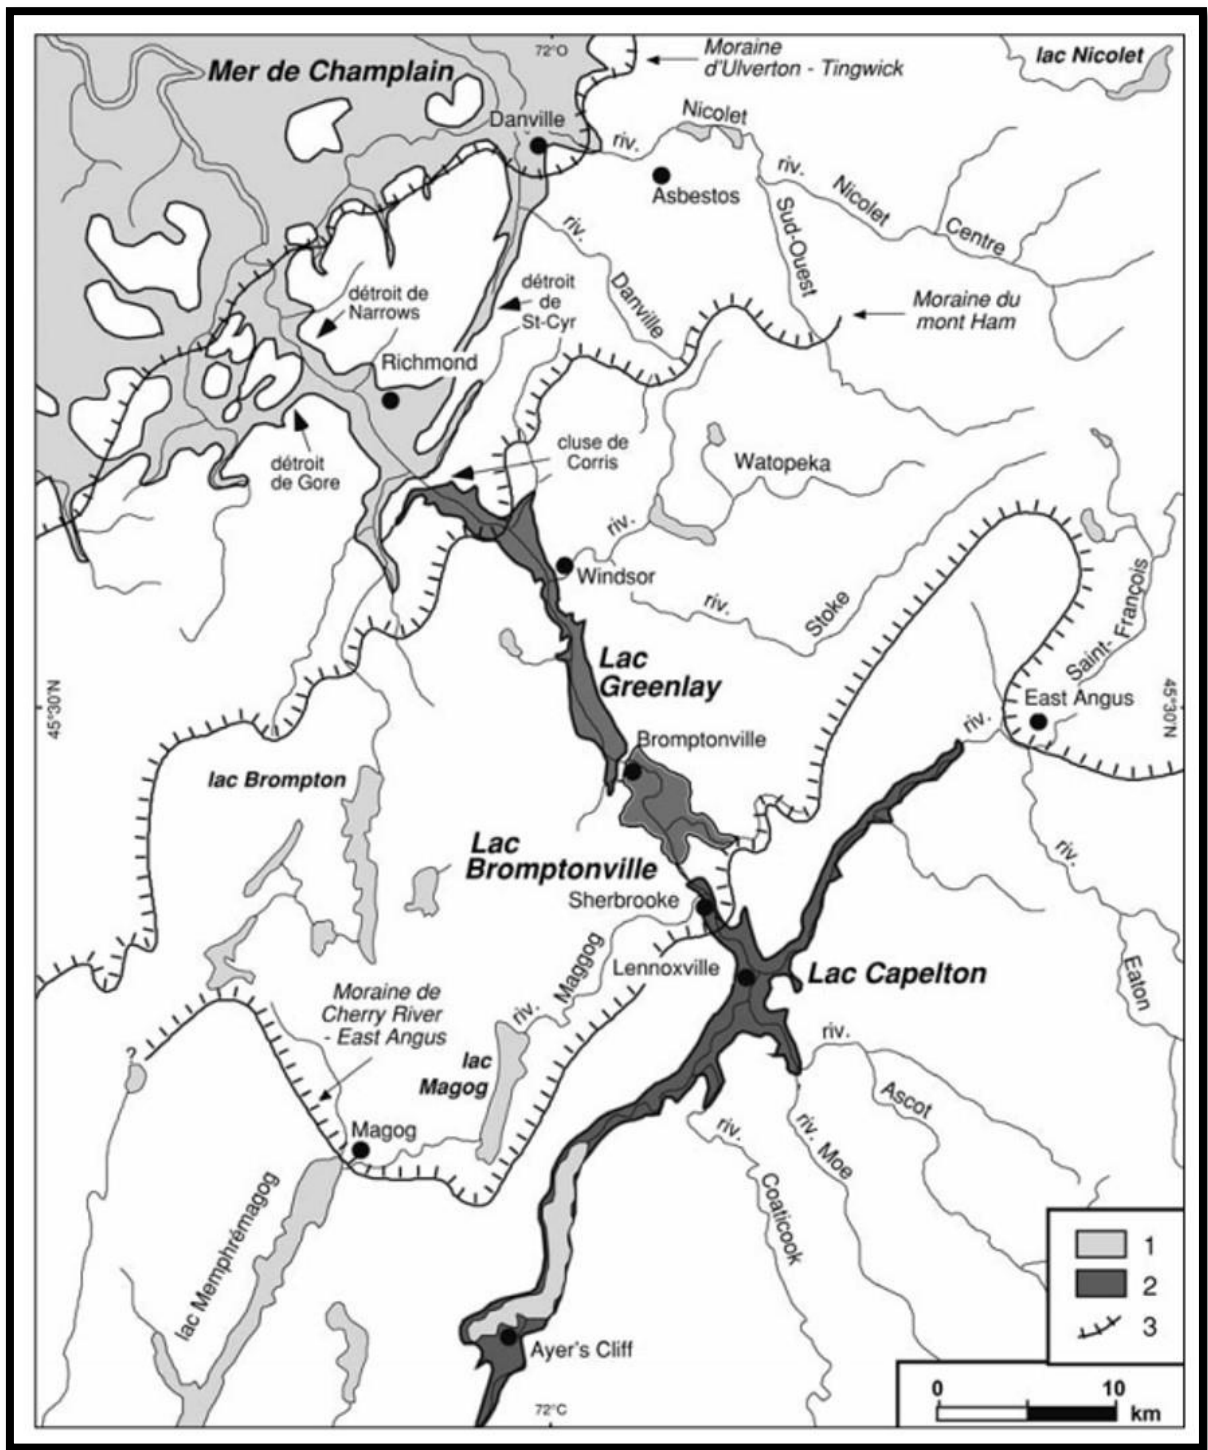 72°O
Moraine
d'Ulverton - Tingwick
lac Nicolet
Mer de Champlain
Danville
riv.
Nicolet
Asbestos
riv.
Nicolet
Centre
Sud-Ouest
riv.
Danville
détroit de
Narrows
détroit
de
St-Cyr
Moraine du
mont Ham
Richmond
détroit
de Gore
cluse de
Corris
Watopeka
riv.
Windsor
riv.
Stoke
Saint-François
45°30'N
45°30'N
Lac
Greenlay
East Angus
riv.
Bromptonville
lac Brompton
Lac
Bromptonville
Sherbrooke
riv.
Eaton
Lennoxville
Lac Capelton
riv. Maggog
Moraine de
Cherry River
- East Angus
?
lac
Magog
riv.
Ascot
Magog
riv.
Coaticook
riv. Moe
lac Memphrémagog
Ayer's Cliff
1
2
3
0 10
km
72°C